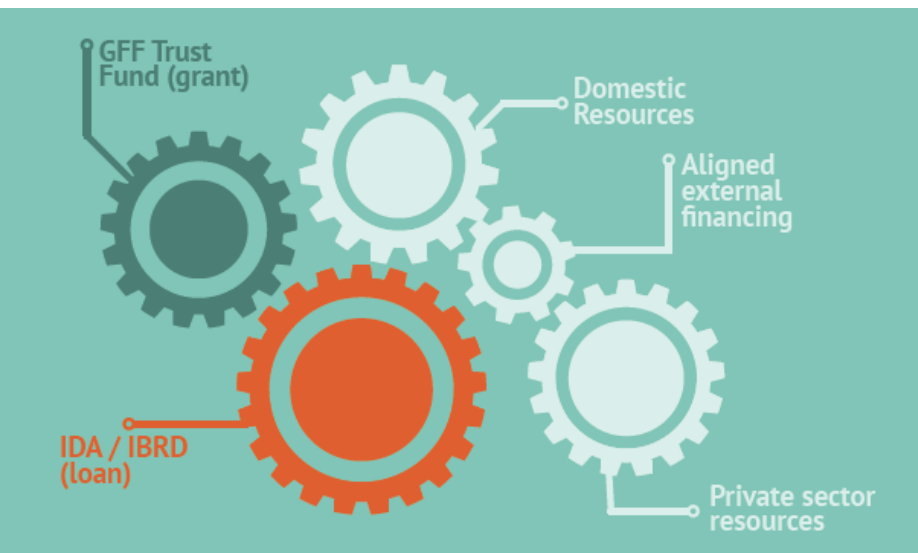 GFF Trust
Fund (grant)
Domestic
Resources
Aligned
external
financing
IDA / IBRD
(loan)
Private sector
resources